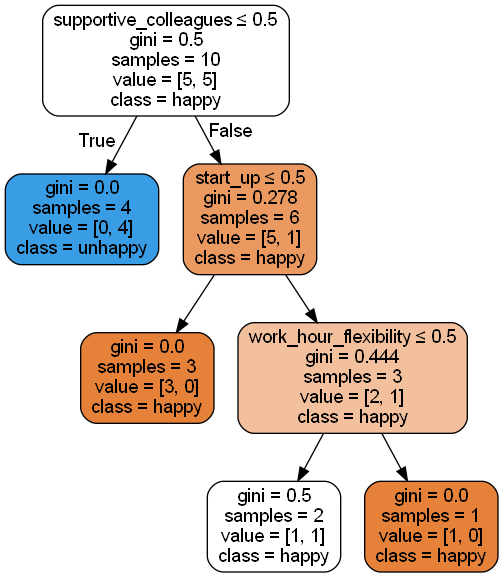 supportive_colleagues ≤ 0.5
gini = 0.5
samples = 10
value = [5, 5]
class = happy
True
False
gini = 0.0
samples = 4
value = [0, 4]
class = unhappy
start_up ≤ 0.5
gini = 0.278
samples = 6
value = [5, 1]
class = happy
gini = 0.0
samples = 3
value = [3, 0]
class = happy
work_hour_flexibility ≤ 0.5
gini = 0.444
samples = 3
value = [2, 1]
class = happy
gini = 0.5
samples = 2
value = [1, 1]
class = happy
gini = 0.0
samples = 1
value = [1, 0]
class = happy